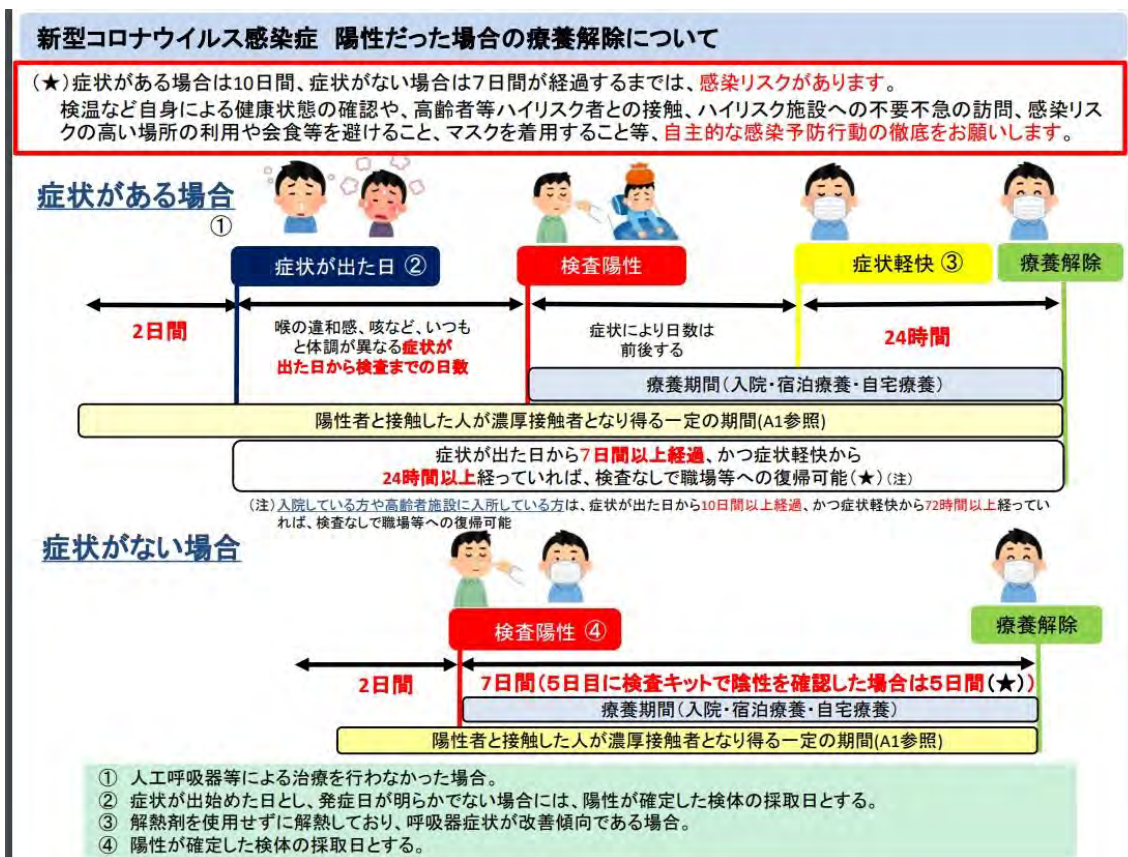 新型コロナウイルス感染症 陽性だった場合の療養解除について
(★)症状がある場合は10日間、症状がない場合は7日間が経過するまでは、感染リスクがあります。
検温など自身による健康状態の確認や、高齢者等ハイリスク者との接触、ハイリスク施設への不要不急の訪問、感染リス
クの高い場所の利用や会食等を避けること、マスクを着用すること等、自主的な感染予防行動の徹底をお願いします。
症状がある場合
①
症状が出た日 ②
検査陽性
症状軽快 ③
療養解除
2日間
喉の違和感、咳など、いつも
と体調が異なる症状が
出た日から検査までの日数
症状により日数は
前後する
24時間
療養期間(入院・宿泊療養・自宅療養)
陽性者と接触した人が濃厚接触者となり得る一定の期間(A1参照)
症状が出た日から7日間以上経過、かつ症状軽快から
24時間以上経っていれば、検査なしで職場等への復帰可能(★)(注)
(注)入院している方や高齢者施設に入所している方は、症状が出た日から10日間以上経過、かつ症状軽快から72時間以上経ってい
れば、検査なしで職場等への復帰可能
症状がない場合
検査陽性 ④
療養解除
2日間
7日間(5日目に検査キットで陰性を確認した場合は5日間(★))
療養期間(入院・宿泊療養・自宅療養)
陽性者と接触した人が濃厚接触者となり得る一定の期間(A1参照)
① 人工呼吸器等による治療を行わなかった場合。
② 症状が出始めた日とし、発症日が明らかでない場合には、陽性が確定した検体の採取日とする。
③ 解熱剤を使用せずに解熱しており、呼吸器症状が改善傾向である場合。
④ 陽性が確定した検体の採取日とする。